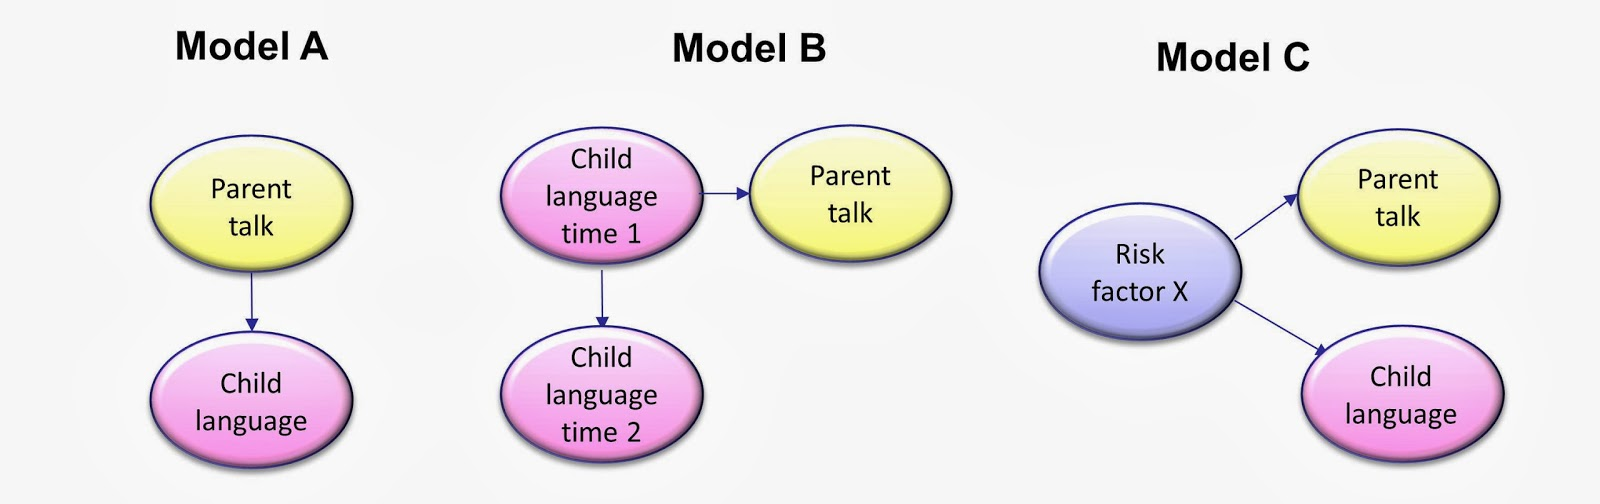 Model A
Parent
talk
Child
language
Model B
Child
language
time 1
Parent
talk
Child
language
time 2
Model C
Risk
factor X
Parent
talk
Child
language